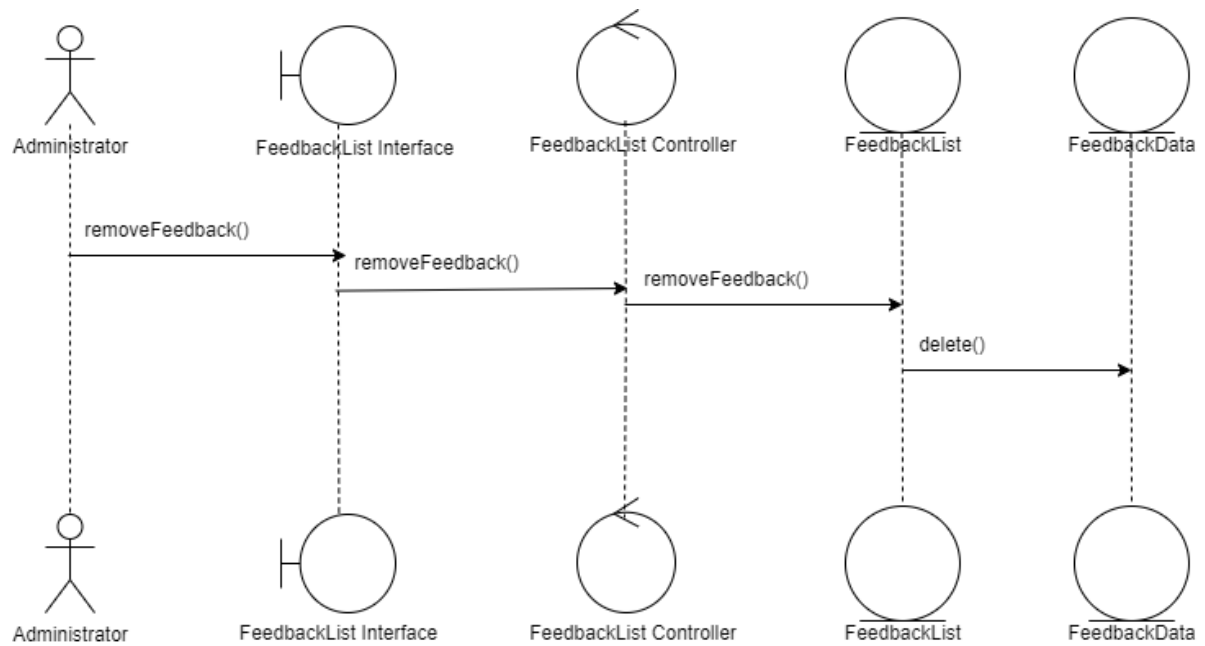 Administrator
FeedbackList Interface
FeedbackList Controller
FeedbackList
FeedbackData
removeFeedback()
removeFeedback()
removeFeedback()
delete()
Administrator
FeedbackList Interface
FeedbackList Controller
FeedbackList
FeedbackData